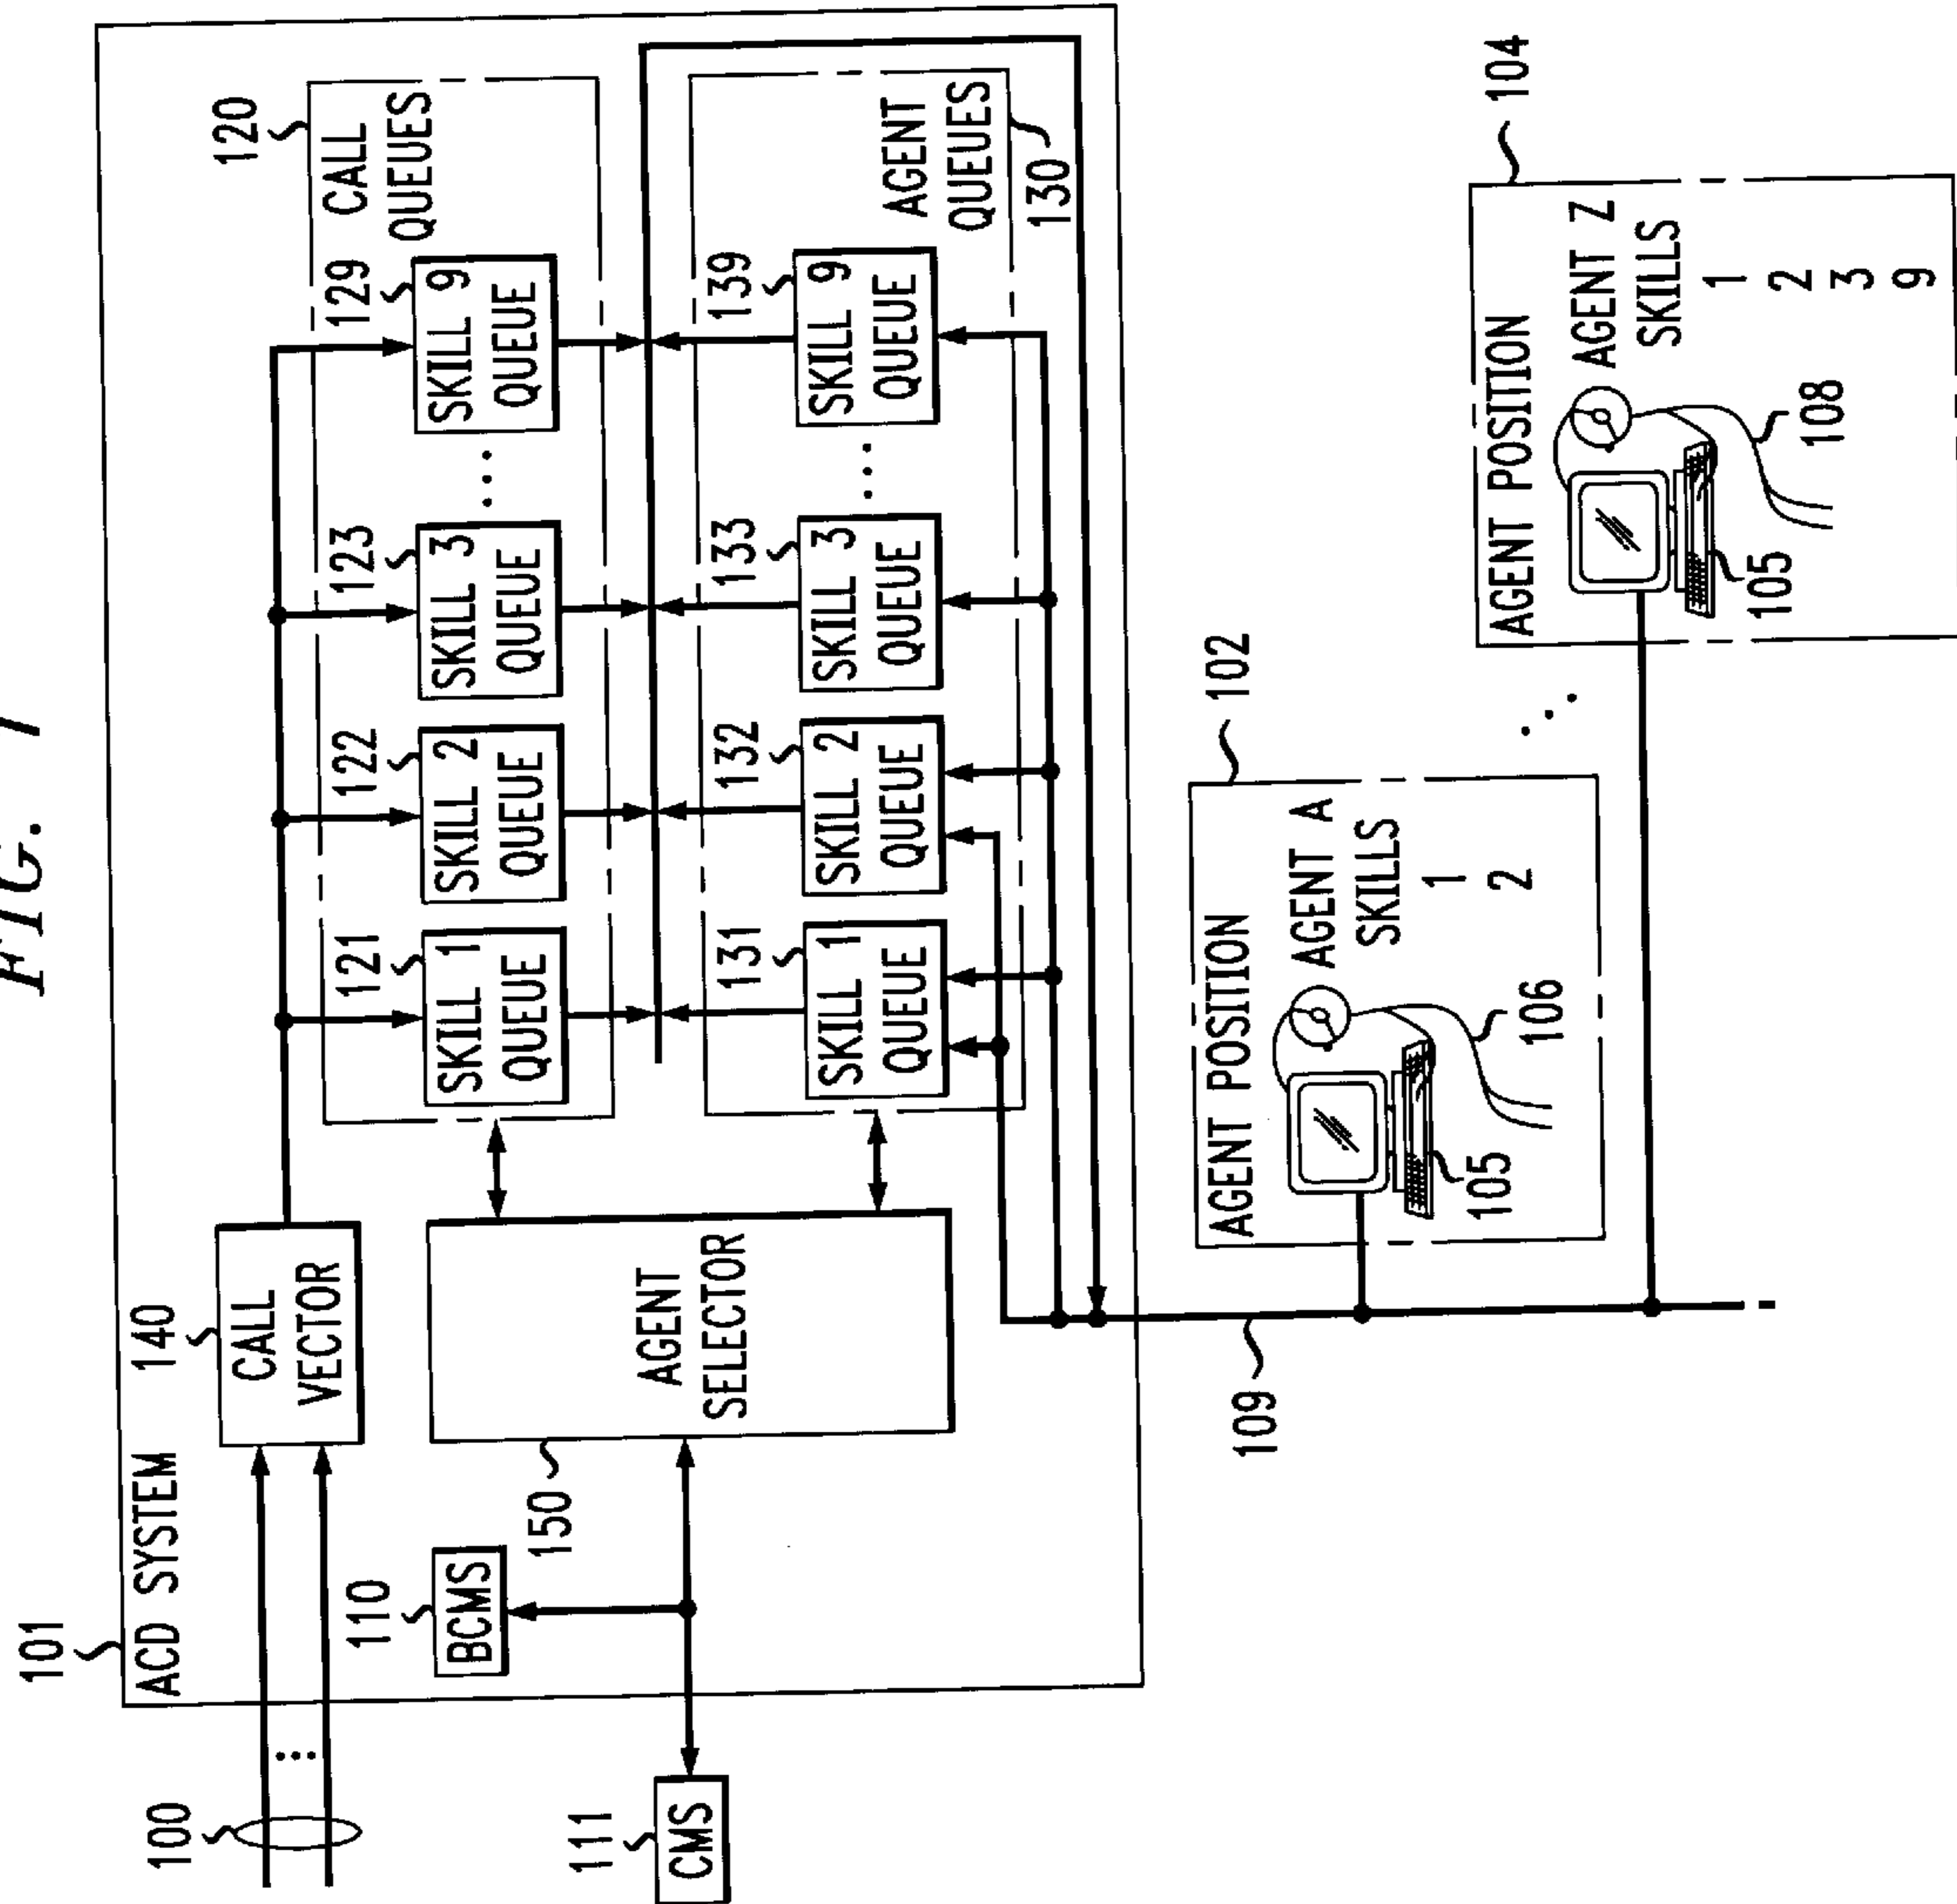 FIG. 1
101
ACD SYSTEM
100
140
CALL
VECTOR
120
CALL
QUEUES
121
SKILL 1
QUEUE
122
SKILL 2
QUEUE
123
SKILL 3
QUEUE
...
129
SKILL 9
QUEUE
110
BCMS
111
CMS
150
AGENT
SELECTOR
131
SKILL 1
QUEUE
132
SKILL 2
QUEUE
133
SKILL 3
QUEUE
...
139
SKILL 9
QUEUE
AGENT
QUEUES
130
109
102
AGENT POSITION
AGENT A
SKILLS
1
2
105
106
...
104
AGENT POSITION
AGENT Z
SKILLS
1
2
3
9
105
108